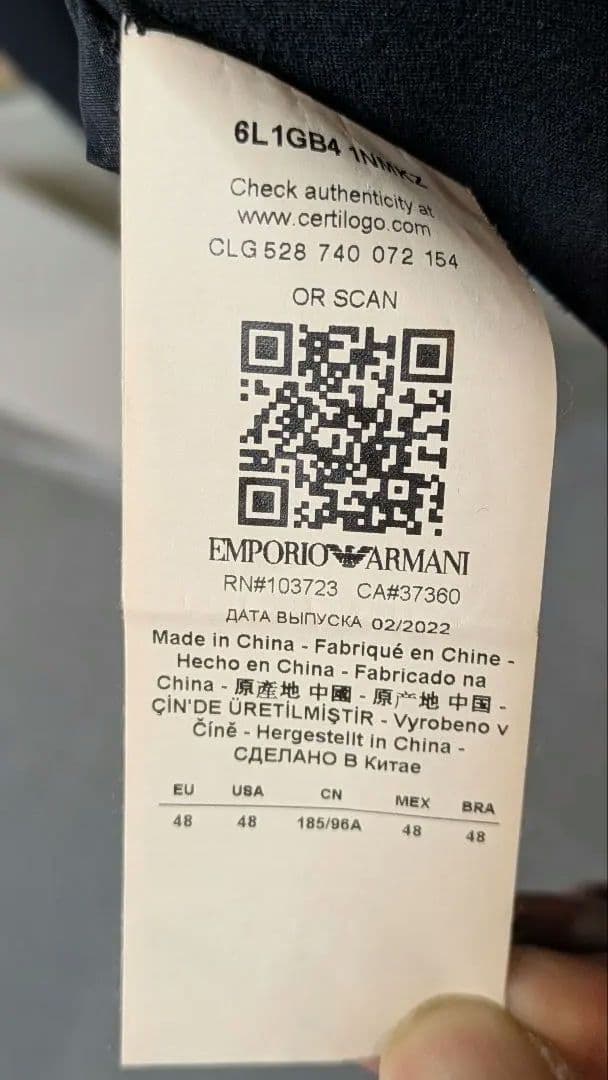 6L1GB4 1NMKZ
Check authenticity at
www.certilogo.com
CLG 528 740 072 154
OR SCAN
EMPORIO ARMANI
RN#103723 CA#37360
ДАТА ВЫПУСКА 02/2022
Made in China - Fabriqué en Chine -
Hecho en China - Fabricado na
China - 原產地 中國 - 原产地 中国 -
ÇİN'DE ÜRETİLMİŞTİR - Vyrobeno v
Číně - Hergestellt in China -
СДЕЛАНО В Китае
EU USA CN MEX BRA
48 48 185/96A 48 48